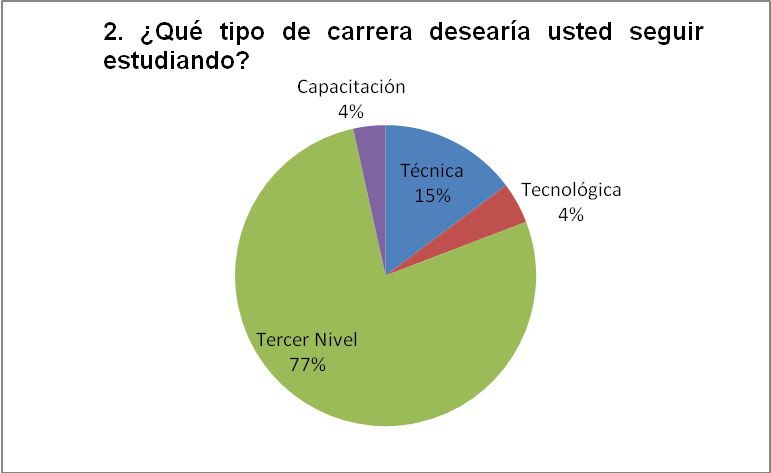 2. ¿Qué tipo de carrera desearía usted seguir
estudiando?
Capacitación
4%
Técnica
15%
Tecnológica
4%
Tercer Nivel
77%